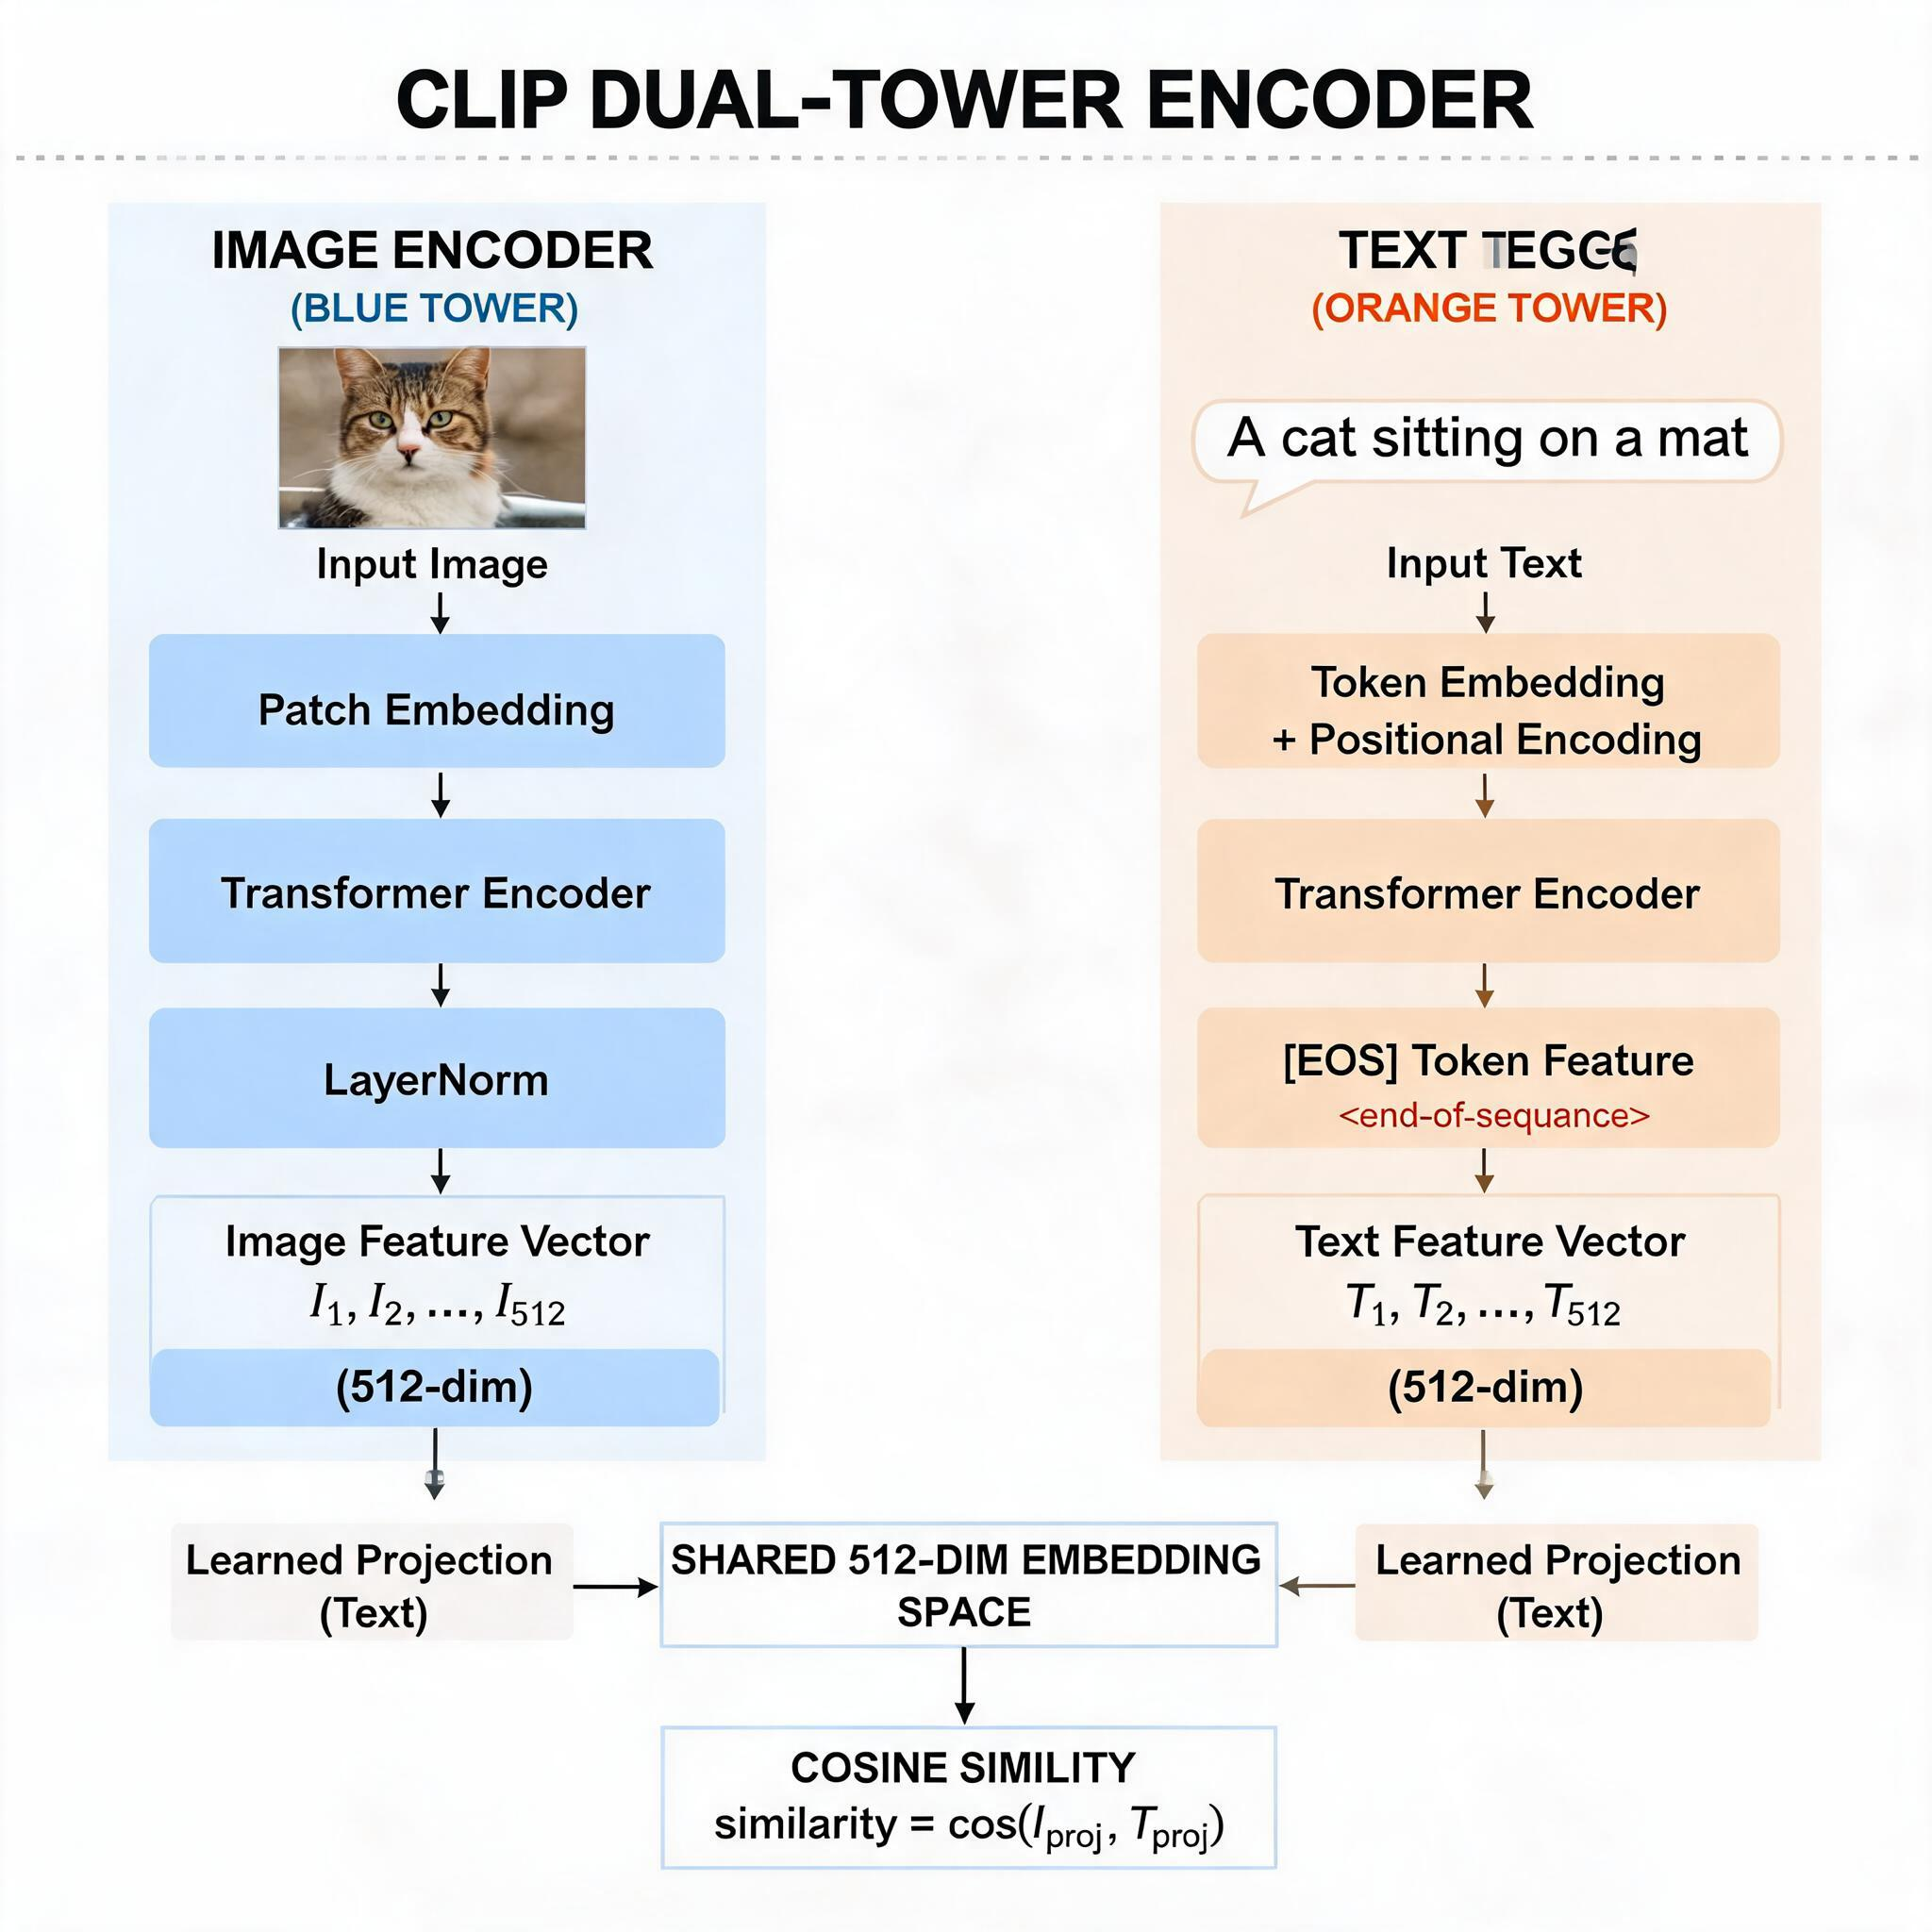 CLIP DUAL-TOWER ENCODER
IMAGE ENCODER
(BLUE TOWER)
Input Image
Patch Embedding
Transformer Encoder
LayerNorm
Image Feature Vector
I₁, I₂, ..., I₅₁₂
(512-dim)
Learned Projection
(Text)
TEXT
(ORANGE TOWER)
A cat sitting on a mat
Input Text
Token Embedding
+ Positional Encoding
Transformer Encoder
[EOS] Token Feature
<end-of-sequance>
Text Feature Vector
T₁, T₂, ..., T₅₁₂
(512-dim)
Learned Projection
(Text)
SHARED 512-DIM EMBEDDING
SPACE
COSINE SIMILITY
similarity = cos(I_proj, T_proj)